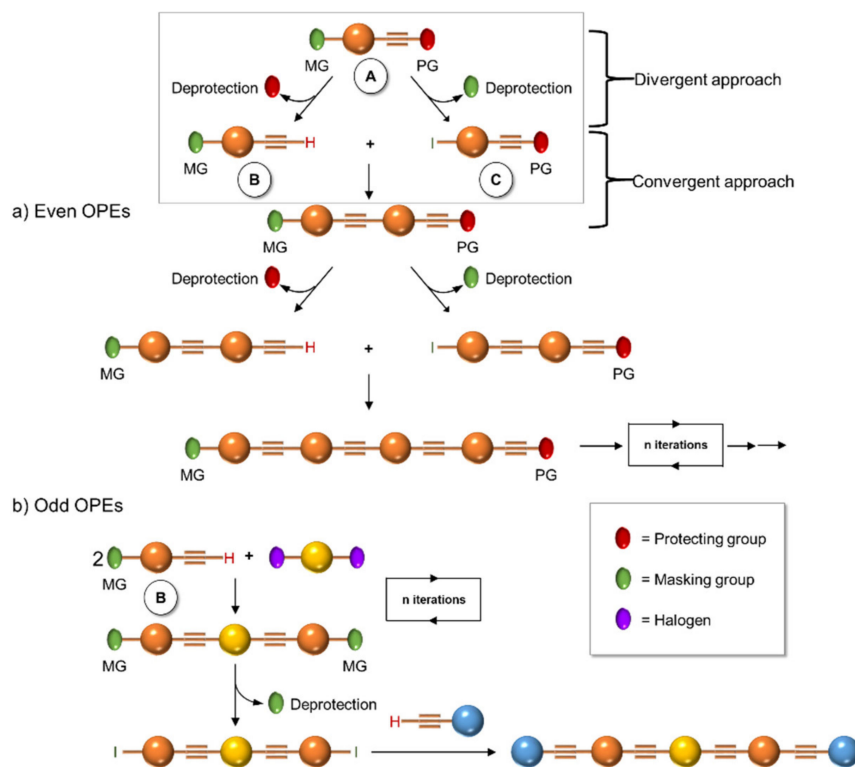 MG
A
PG
Deprotection
Deprotection
Divergent approach
H
+
I
MG
B
C
PG
Convergent approach
a) Even OPEs
MG
PG
Deprotection
Deprotection
H
+
I
MG
PG
MG
PG
n iterations
b) Odd OPEs
2
H
+
MG
B
n iterations
= Protecting group
= Masking group
= Halogen
MG
MG
Deprotection
H
I
I